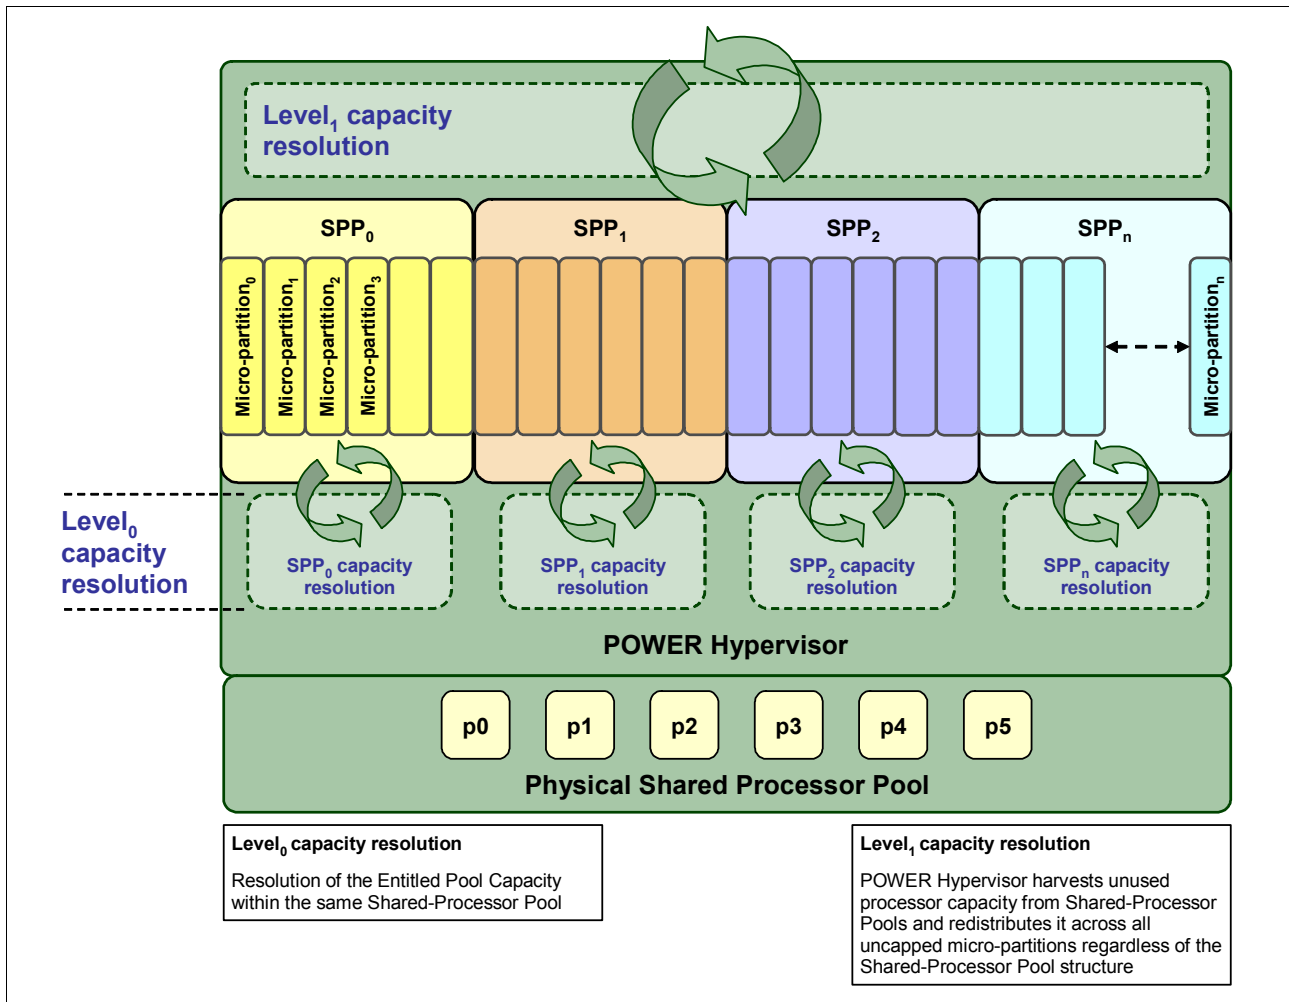 Level1 capacity
resolution
SPP0
SPP1
SPP2
SPPn
Micro-partition0
Micro-partition1
Micro-partition2
Micro-partition3
Micro-partitionn
Level0
capacity
resolution
SPP0 capacity
resolution
SPP1 capacity
resolution
SPP2 capacity
resolution
SPPn capacity
resolution
POWER Hypervisor
p0
p1
p2
p3
p4
p5
Physical Shared Processor Pool
Level0 capacity resolution
Resolution of the Entitled Pool Capacity
within the same Shared-Processor Pool
Level1 capacity resolution
POWER Hypervisor harvests unused
processor capacity from Shared-Processor
Pools and redistributes it across all
uncapped micro-partitions regardless of the
Shared-Processor Pool structure